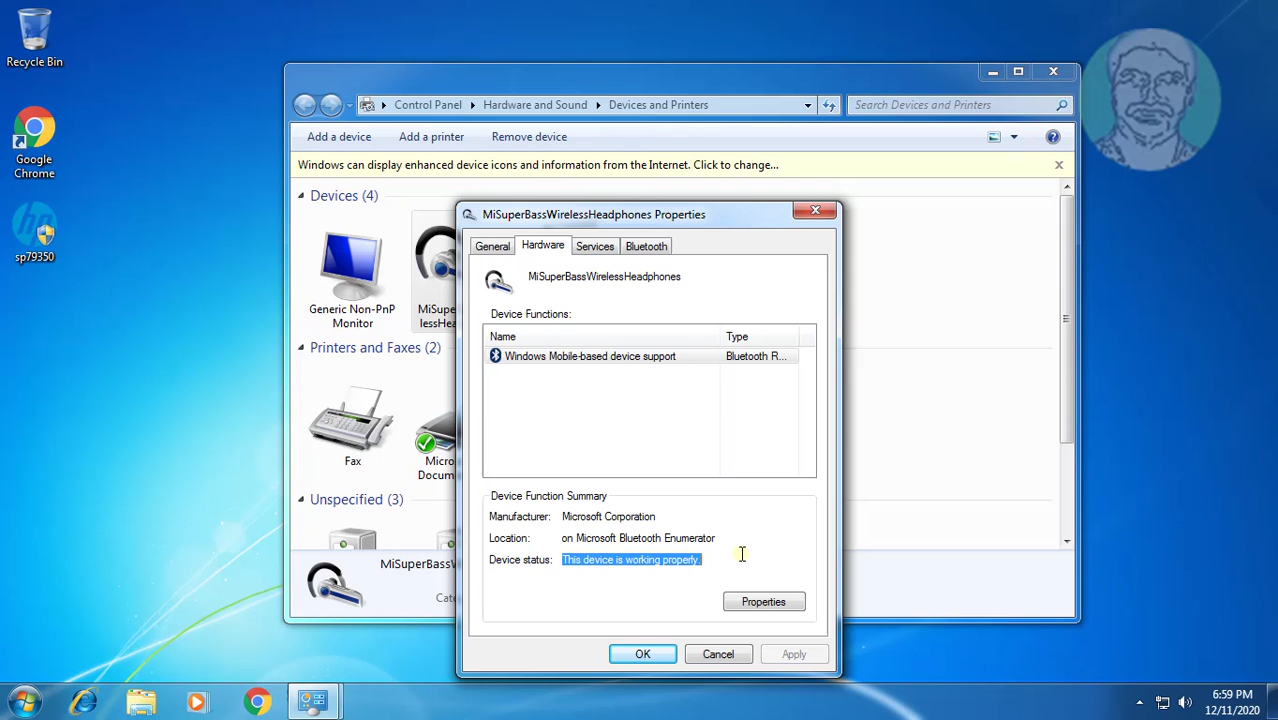 Recycle Bin
Google
Chrome
sp79350
Control Panel
Hardware and Sound
Devices and Printers
Search Devices and Printers
Add a device
Add a printer
Remove device
Windows can display enhanced device icons and information from the Internet. Click to change...
Devices (4)
Generic Non-PnP
Monitor
MiSu
lessHea
Printers and Faxes (2)
Fax
Micro
Docum
Unspecified (3)
MiSuperBassW
Cate
MiSuperBassWirelessHeadphones Properties
General
Hardware
Services
Bluetooth
MiSuperBassWirelessHeadphones
Device Functions:
Name
Type
Windows Mobile-based device support
Bluetooth R...
Device Function Summary
Manufacturer: Microsoft Corporation
Location: on Microsoft Bluetooth Enumerator
Device status: This device is working properly.
Properties
OK
Cancel
Apply
6:59 PM
12/11/2020